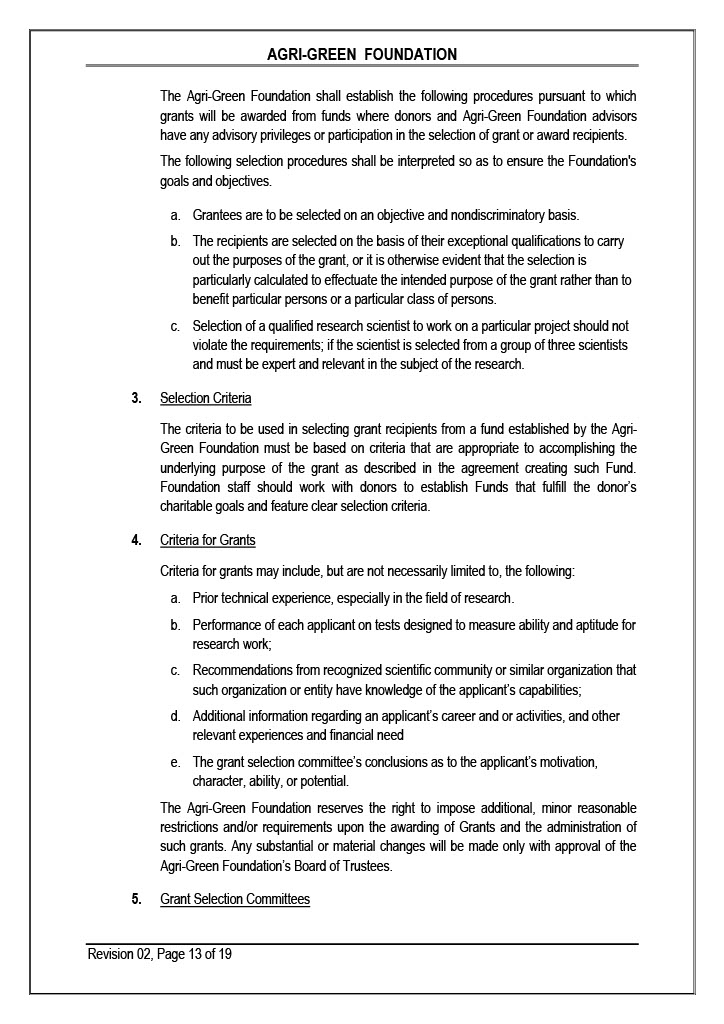 AGRI-GREEN FOUNDATION
The Agri-Green Foundation shall establish the following procedures pursuant to which
grants will be awarded from funds where donors and Agri-Green Foundation advisors
have any advisory privileges or participation in the selection of grant or award recipients.
The following selection procedures shall be interpreted so as to ensure the Foundation's
goals and objectives.
a. Grantees are to be selected on an objective and nondiscriminatory basis.
b. The recipients are selected on the basis of their exceptional qualifications to carry
out the purposes of the grant, or it is otherwise evident that the selection is
particularly calculated to effectuate the intended purpose of the grant rather than to
benefit particular persons or a particular class of persons.
c. Selection of a qualified research scientist to work on a particular project should not
violate the requirements; if the scientist is selected from a group of three scientists
and must be expert and relevant in the subject of the research.
3. Selection Criteria
The criteria to be used in selecting grant recipients from a fund established by the Agri-
Green Foundation must be based on criteria that are appropriate to accomplishing the
underlying purpose of the grant as described in the agreement creating such Fund.
Foundation staff should work with donors to establish Funds that fulfill the donor’s
charitable goals and feature clear selection criteria.
4. Criteria for Grants
Criteria for grants may include, but are not necessarily limited to, the following:
a. Prior technical experience, especially in the field of research.
b. Performance of each applicant on tests designed to measure ability and aptitude for
research work;
c. Recommendations from recognized scientific community or similar organization that
such organization or entity have knowledge of the applicant’s capabilities;
d. Additional information regarding an applicant’s career and or activities, and other
relevant experiences and financial need
e. The grant selection committee’s conclusions as to the applicant’s motivation,
character, ability, or potential.
The Agri-Green Foundation reserves the right to impose additional, minor reasonable
restrictions and/or requirements upon the awarding of Grants and the administration of
such grants. Any substantial or material changes will be made only with approval of the
Agri-Green Foundation’s Board of Trustees.
5. Grant Selection Committees
Revision 02, Page 13 of 19